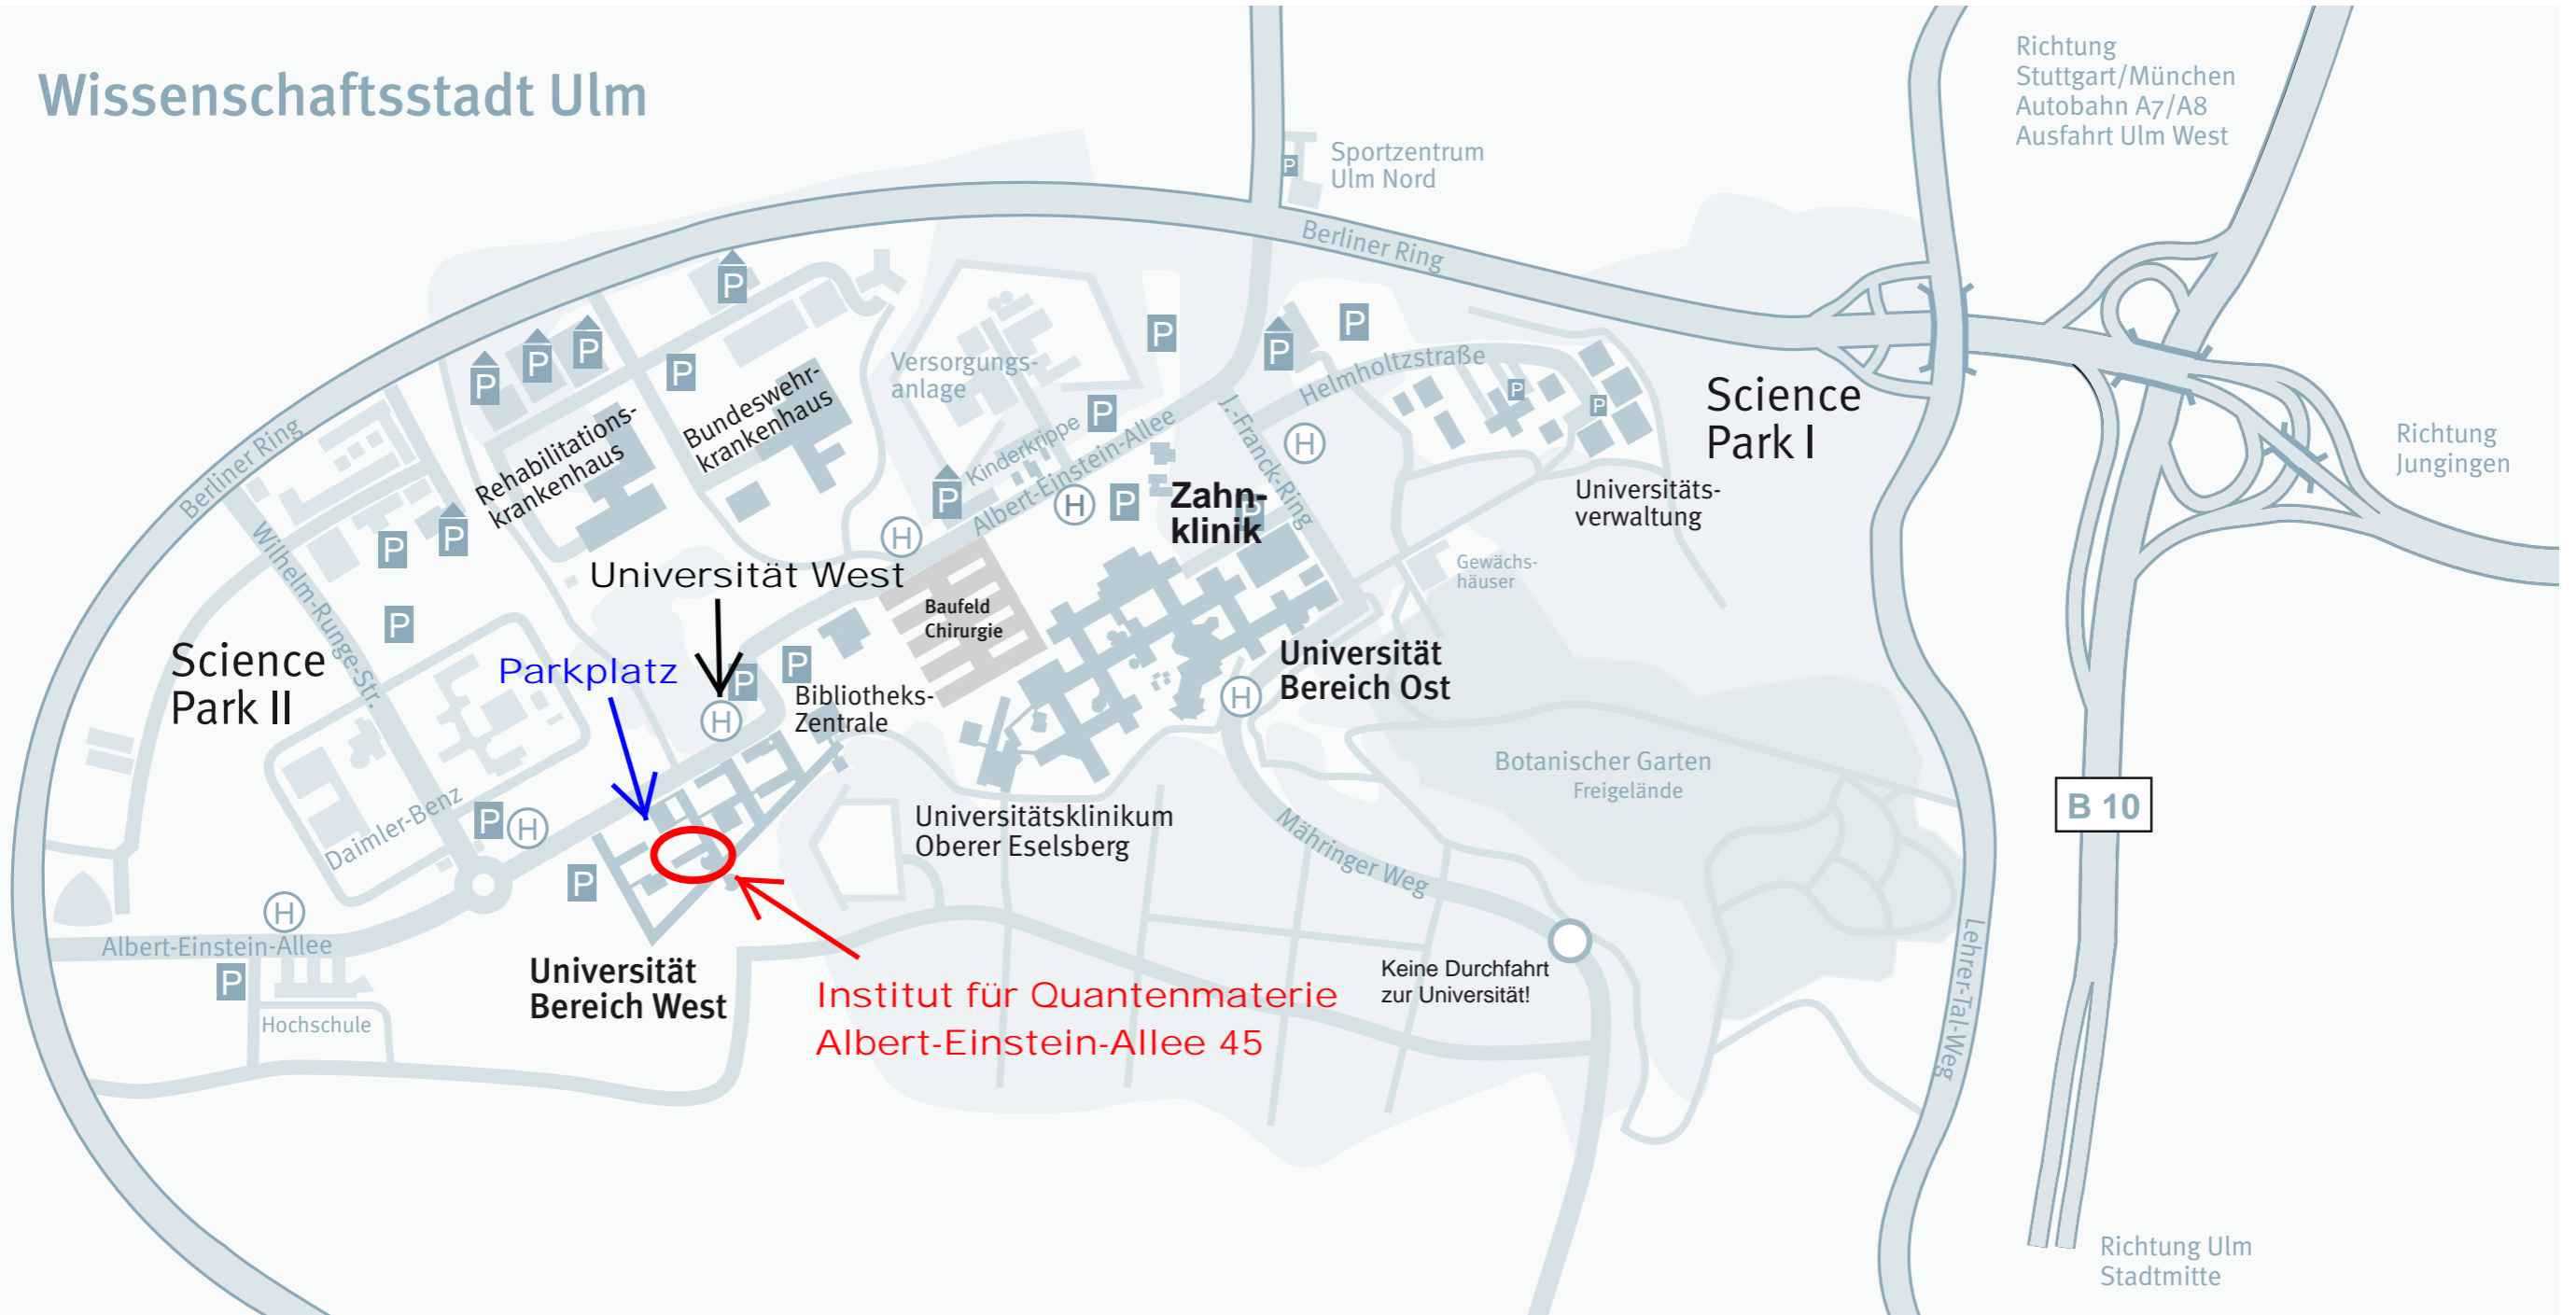 Wissenschaftsstadt Ulm
Richtung
Stuttgart/München
Autobahn A7/A8
Ausfahrt Ulm West
P
Sportzentrum
Ulm Nord
Berliner Ring
P
P
P
P
P
P
P
P
Versorgungs-
anlage
Helmholtzstraße
P
P
Science
Park I
Richtung
Jungingen
Bundeswehr-
krankenhaus
Rehabilitations-
krankenhaus
Berliner Ring
J.-Franck-Ring
H
P
Kinderkrippe
Albert-Einstein-Allee
P
H
P
Zahn-
klinik
P
Universitäts-
verwaltung
H
P
P
Wilhelm-Runge-Str.
Universität West
Gewächs-
häuser
Baufeld
Chirurgie
P
Science
Park II
Parkplatz
P
P
H
Bibliotheks-
Zentrale
Universität
Bereich Ost
H
Botanischer Garten
Freigelände
B 10
Daimler-Benz
P
H
Universitätsklinikum
Oberer Eselsberg
Mähringer Weg
P
H
Albert-Einstein-Allee
P
Hochschule
Universität
Bereich West
Institut für Quantenmaterie
Albert-Einstein-Allee 45
Keine Durchfahrt
zur Universität!
Lehrer-Tal-Weg
Richtung Ulm
Stadtmitte